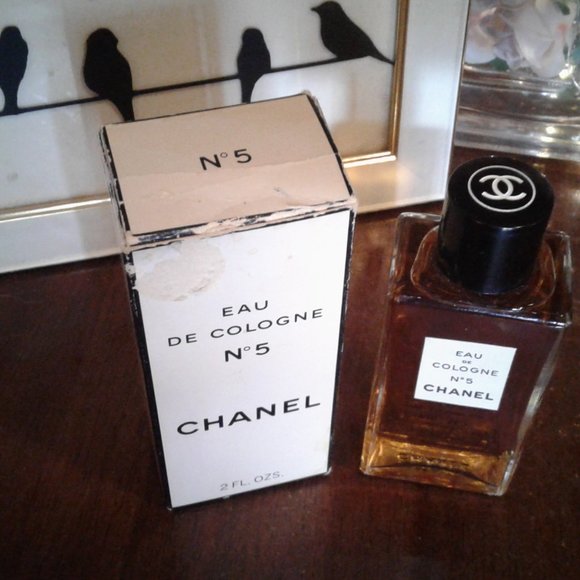 N°5
EAU
DE COLOGNE
N°5
CHANEL
2 FL. OZS.
EAU
DE
COLOGNE
N°5
CHANEL